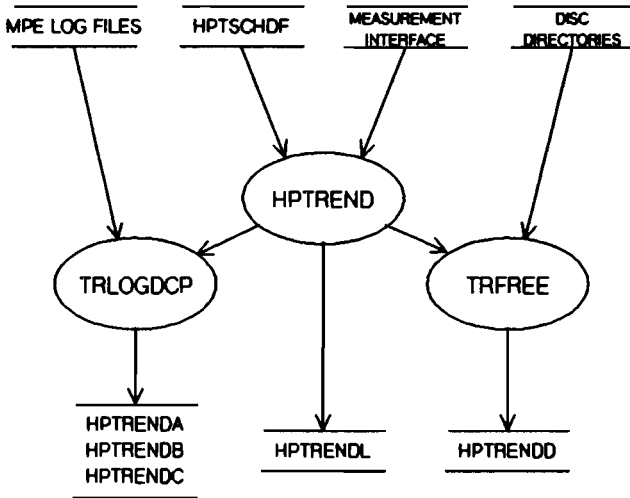 MPE LOG FILES
HPTSCHDF
MEASUREMENT
INTERFACE
DISC
DIRECTORIES
HPTREND
TRLOGDCP
TRFREE
HPTRENDA
HPTRENDB
HPTRENDC
HPTRENDL
HPTRENDD